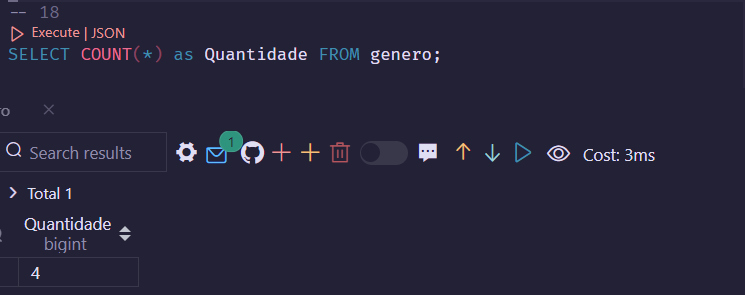 -- 18
Execute | JSON
SELECT COUNT(*) as Quantidade FROM genero;
ro
Search results
1
Cost: 3ms
Total 1
Quantidade
bigint
4